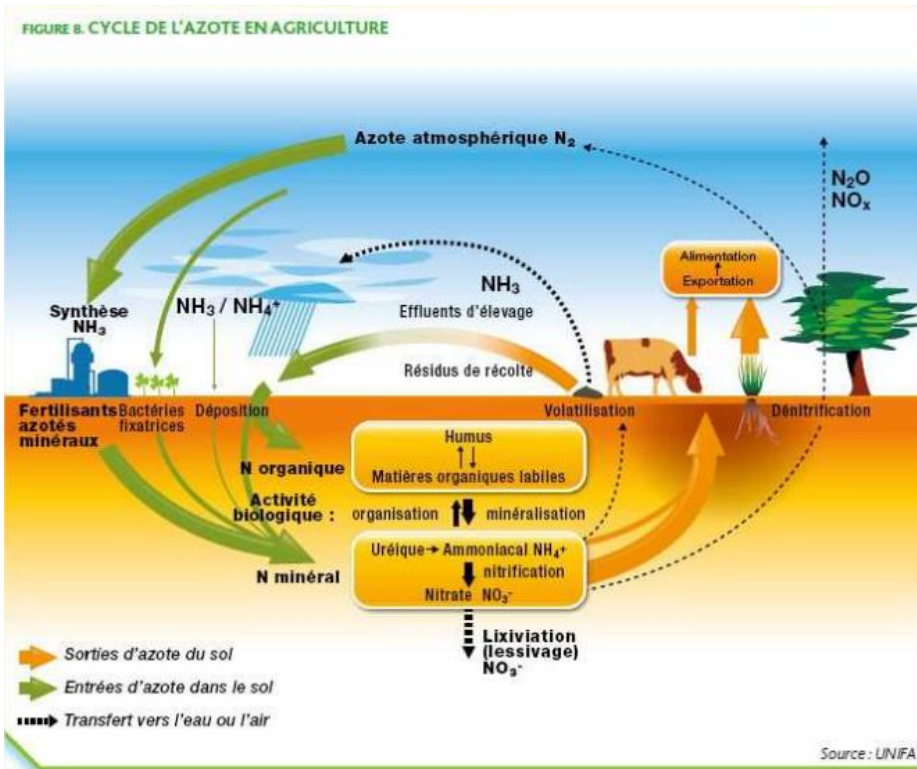 FIGURE 8. CYCLE DE L'AZOTE EN AGRICULTURE
Azote atmosphérique N₂
N₂O
NOₓ
Alimentation
↑
Exportation
NH₃
Effluents d'élevage
NH₃ / NH₄⁺
Synthèse
NH₃
Résidus de récolte
Fertilisants
azotés
minéraux
Bactéries
fixatrices
Déposition
Volatilisation
Dénitrification
Humus
↑↓
Matières organiques labiles
N organique
Activité
biologique :
organisation
minéralisation
Uréique → Ammoniacal NH₄⁺
nitrification
Nitrate NO₃⁻
N minéral
Lixiviation
(lessivage)
NO₃⁻
Sorties d'azote du sol
Entrées d'azote dans le sol
Transfert vers l'eau ou l'air
Source : UNIFA